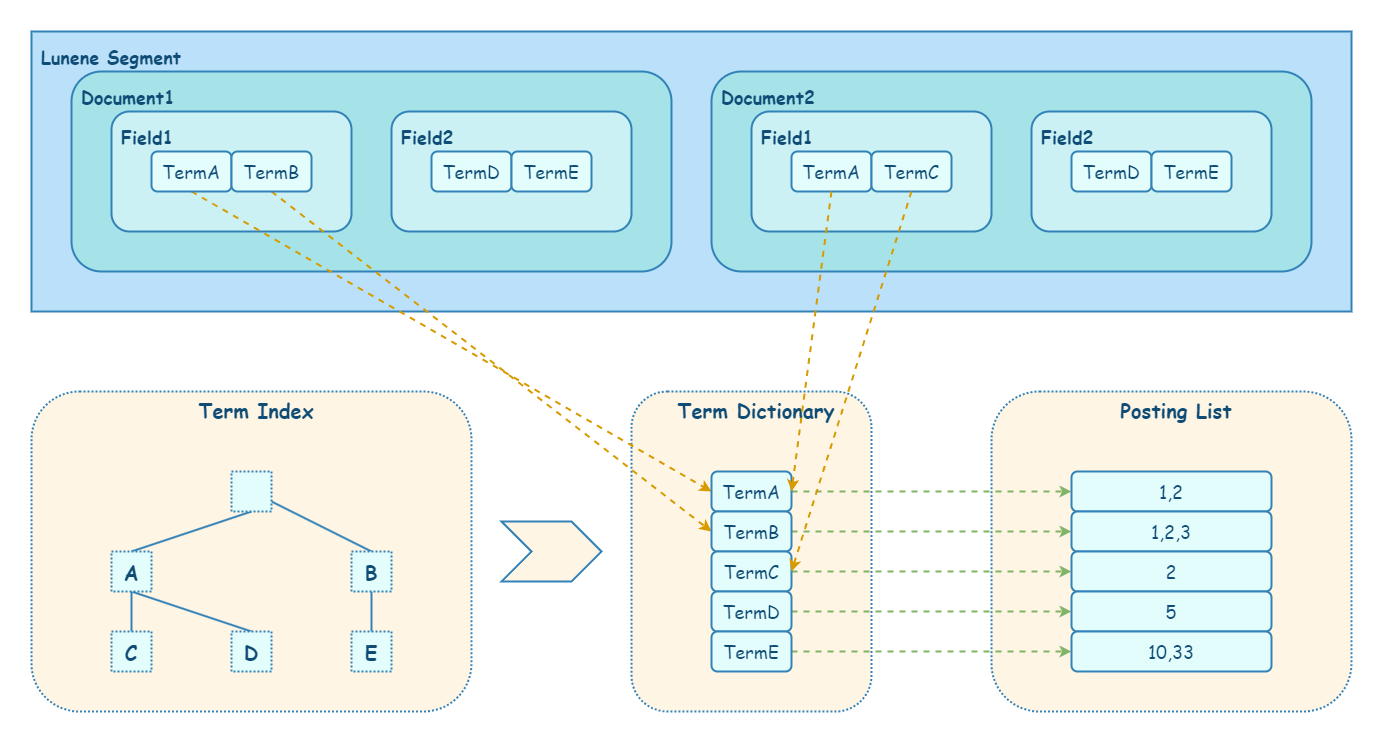 Lunene Segment
Document1
Field1
TermA TermB
Field2
TermD TermE
Document2
Field1
TermA TermC
Field2
TermD TermE
Term Index
A
B
C
D
E
Term Dictionary
TermA
TermB
TermC
TermD
TermE
Posting List
1,2
1,2,3
2
5
10,33